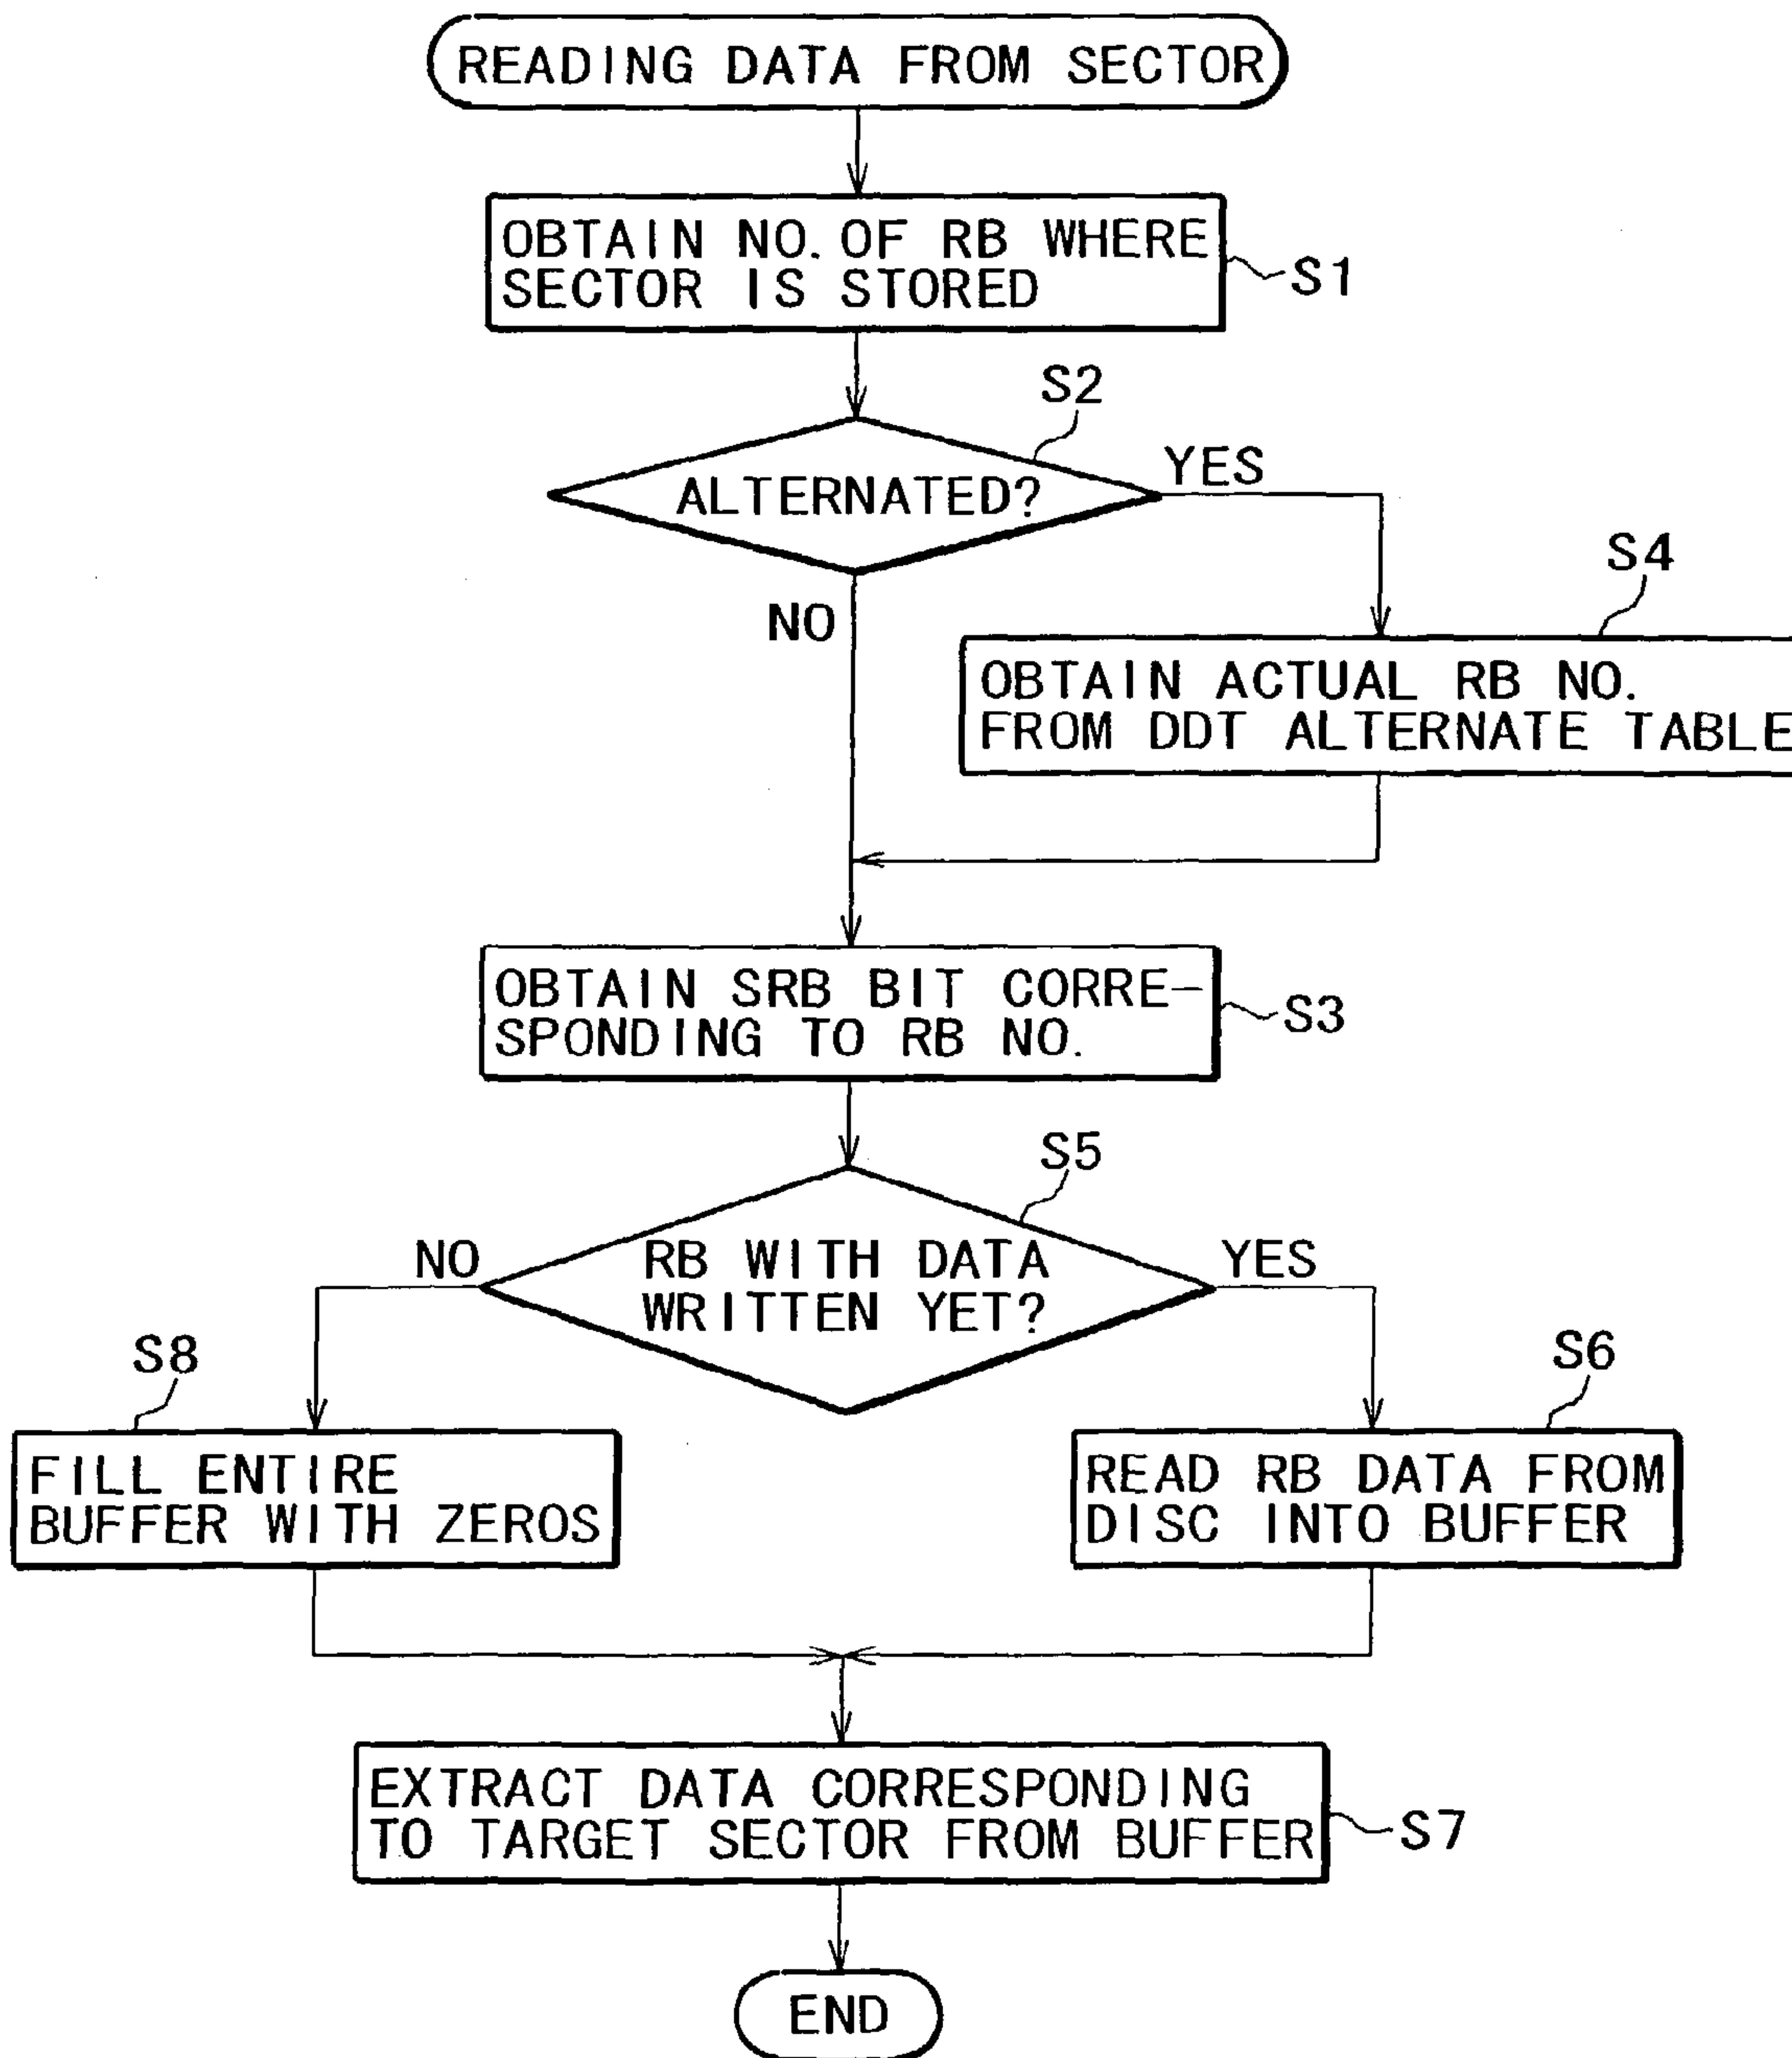 READING DATA FROM SECTOR
OBTAIN NO. OF RB WHERE
SECTOR IS STORED
S1
S2
ALTERNATED?
YES
NO
S4
OBTAIN ACTUAL RB NO.
FROM DDT ALTERNATE TABLE
OBTAIN SRB BIT CORRE-
SPONDING TO RB NO.
S3
S5
NO
RB WITH DATA
WRITTEN YET?
YES
S8
S6
FILL ENTIRE
BUFFER WITH ZEROS
READ RB DATA FROM
DISC INTO BUFFER
EXTRACT DATA CORRESPONDING
TO TARGET SECTOR FROM BUFFER
S7
END